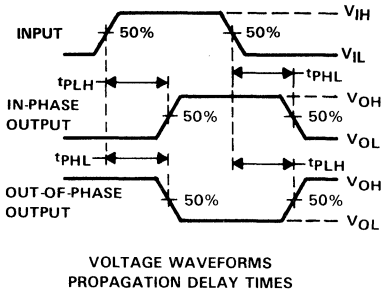 VIH
INPUT 50% 50%
VIL
tPLH tPHL
IN-PHASE
OUTPUT 50% 50%
VOH
VOL
tPHL tPLH
OUT-OF-PHASE
OUTPUT 50% 50%
VOH
VOL
VOLTAGE WAVEFORMS
PROPAGATION DELAY TIMES